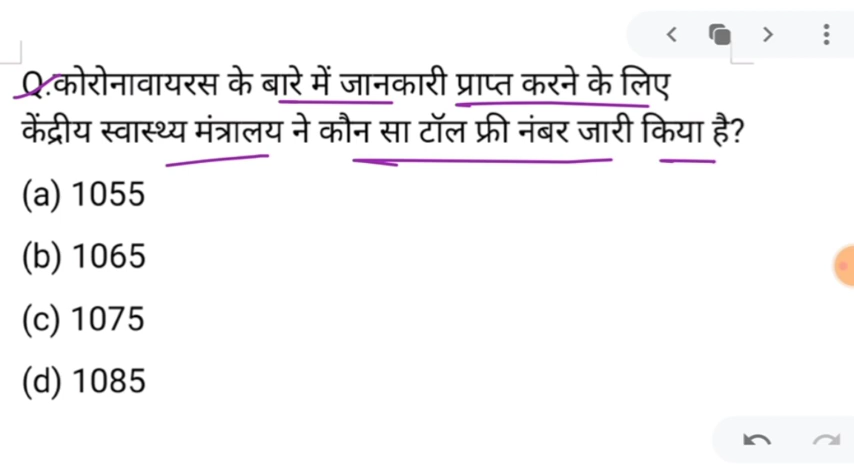 Q.कोरोनावायरस के बारे में जानकारी प्राप्त करने के लिए
केंद्रीय स्वास्थ्य मंत्रालय ने कौन सा टॉल फ्री नंबर जारी किया है?
(a) 1055
(b) 1065
(c) 1075
(d) 1085